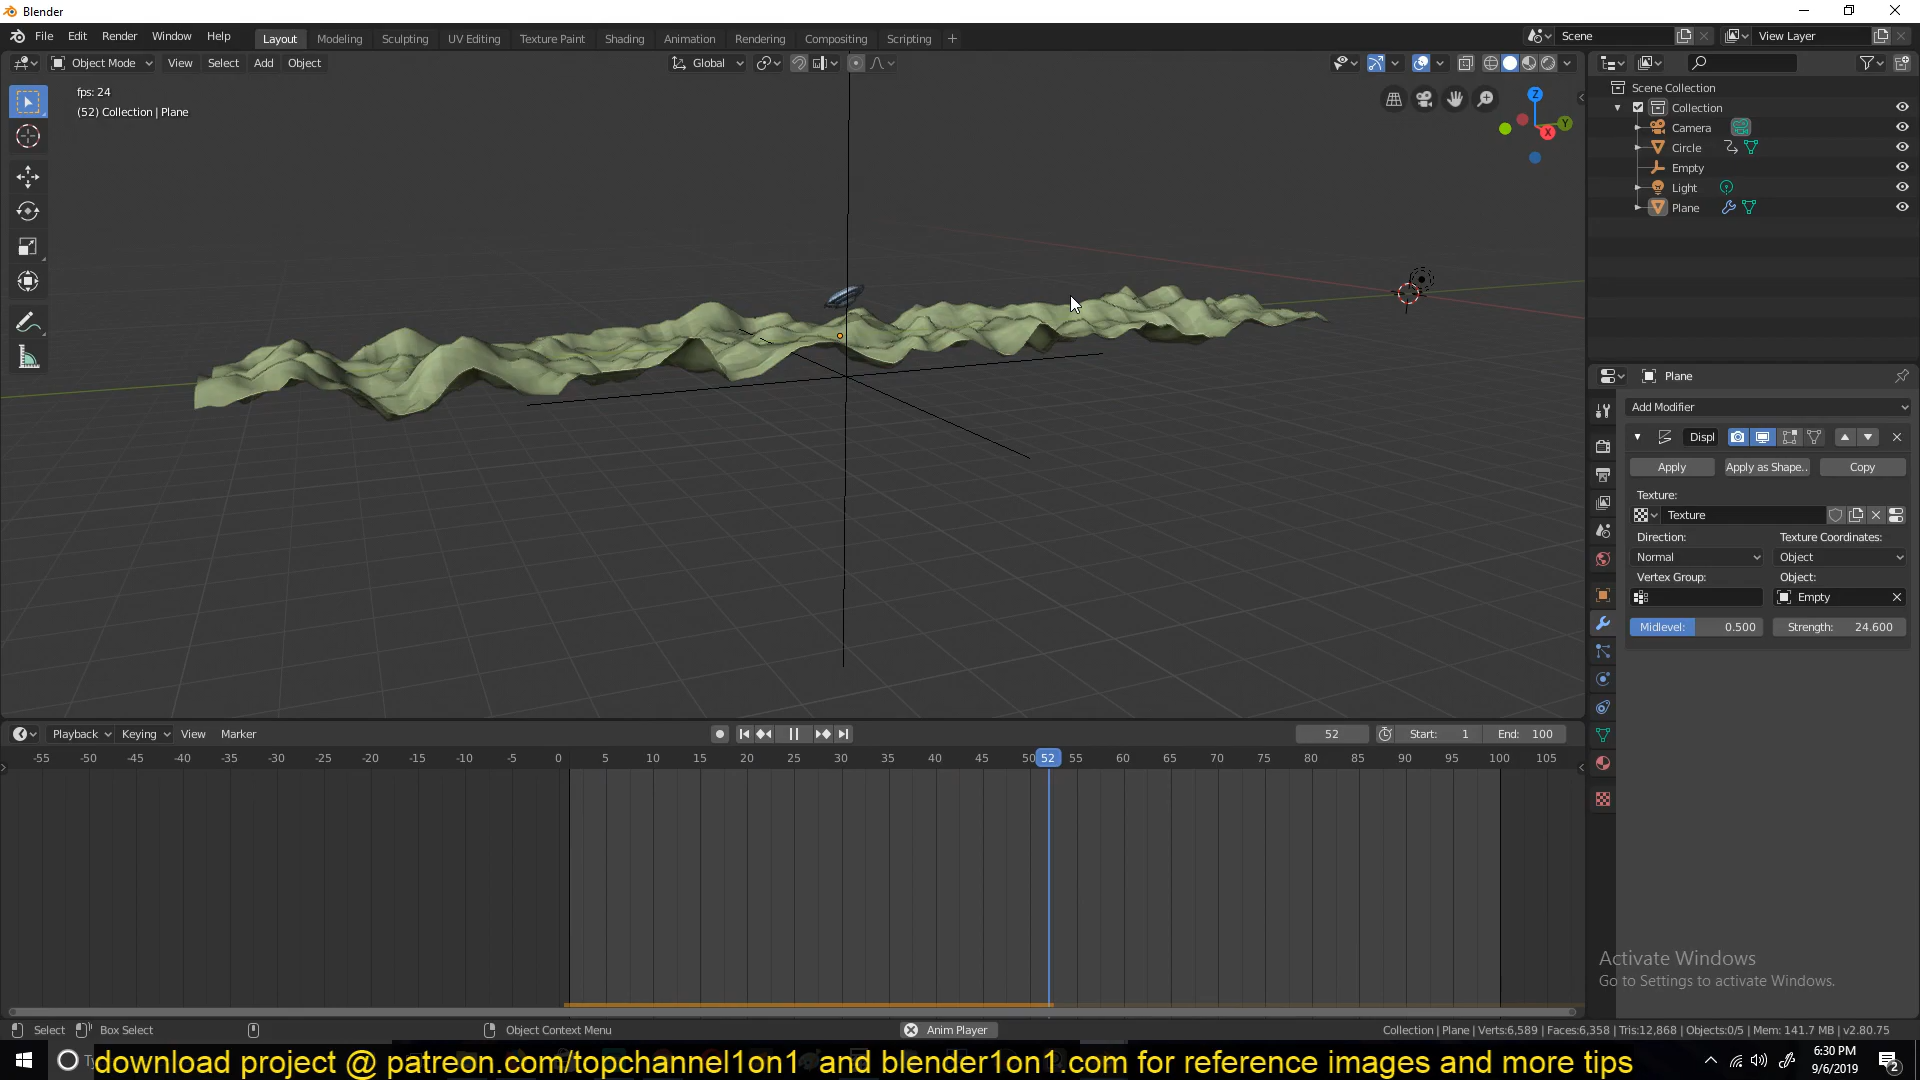 Blender
File Edit Render Window Help
Layout Modeling Sculpting UV Editing Texture Paint Shading Animation Rendering Compositing Scripting
Scene
View Layer
Object Mode View Select Add Object
Global
fps: 24
(52) Collection | Plane
Z
Y
X
Scene Collection
Collection
Camera
Circle
Empty
Light
Plane
Plane
Add Modifier
Displ
Apply Apply as Shape.. Copy
Texture:
Texture
Direction: Texture Coordinates:
Normal Object
Vertex Group: Object:
Empty
Midlevel: 0.500 Strength: 24.600
Playback Keying View Marker
52 Start: 1 End: 100
-55 -50 -45 -40 -35 -30 -25 -20 -15 -10 -5 0 5 10 15 20 25 30 35 40 45 50 52 55 60 65 70 75 80 85 90 95 100 105
Activate Windows
Go to Settings to activate Windows.
Select Box Select Object Context Menu Anim Player Collection | Plane | Verts:6,589 | Faces:6,358 | Tris:12,868 | Objects:0/5 | Mem: 141.7 MB | v2.80.75
download project @ patreon.com/topchannel1on1 and blender1on1.com for reference images and more tips
6:30 PM
9/6/2019
2